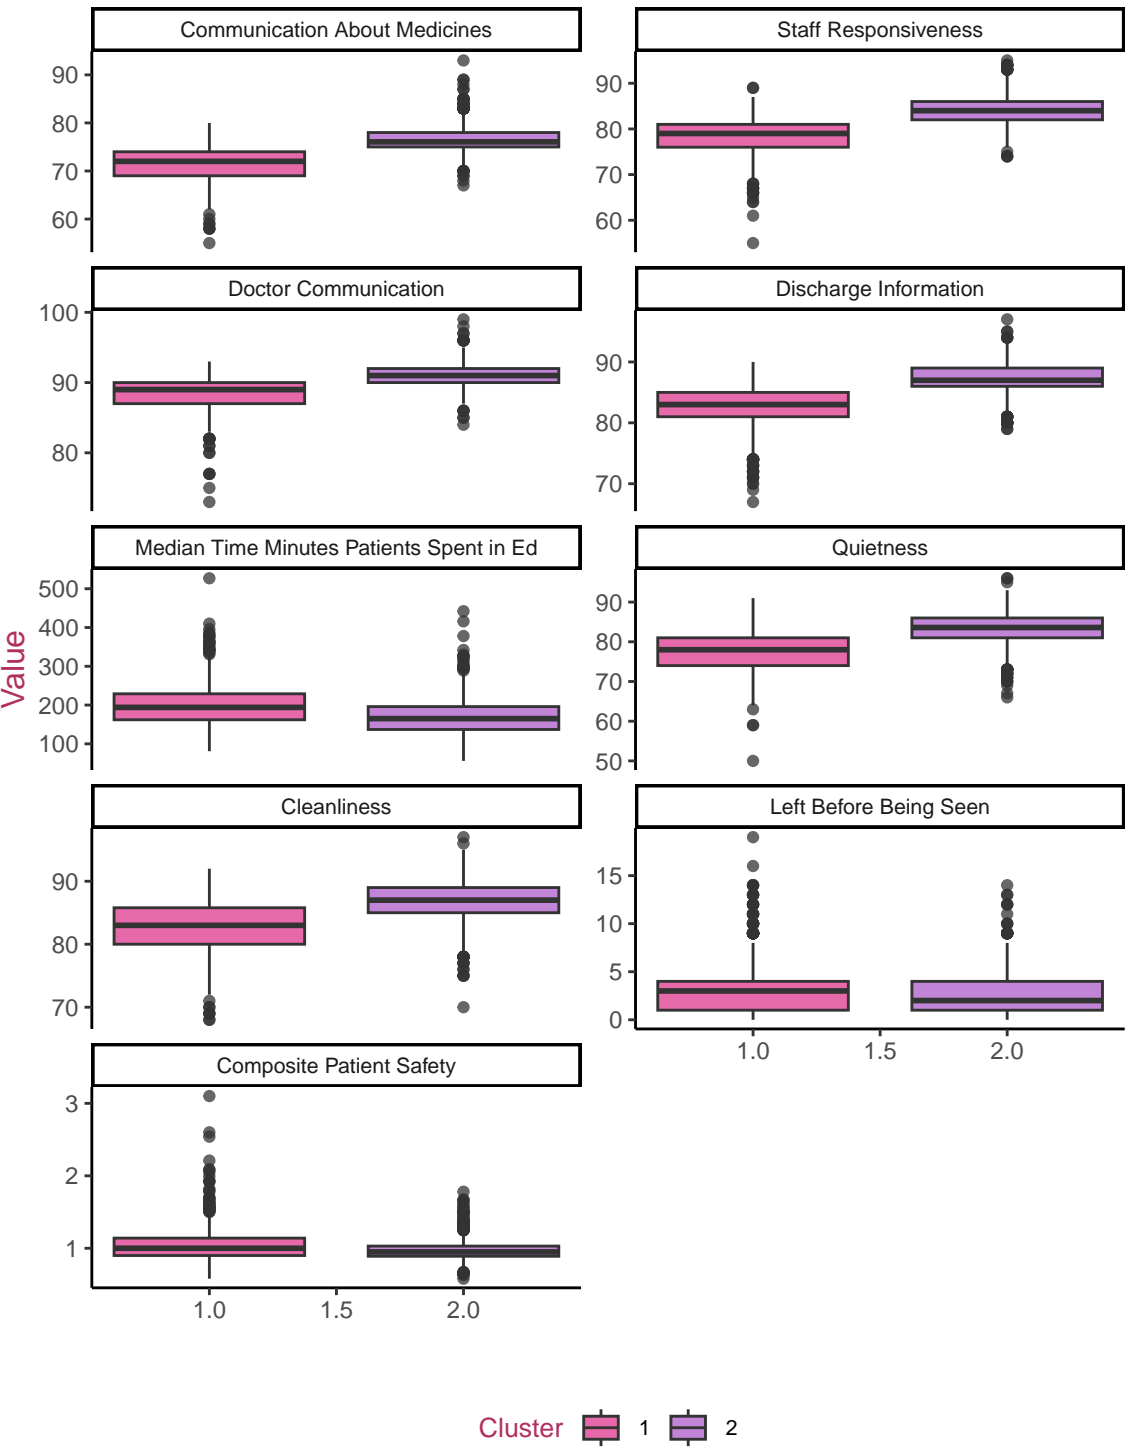 Communication About Medicines
90
80
70
60
Staff Responsiveness
90
80
70
60
Doctor Communication
100
90
80
Discharge Information
90
80
70
Median Time Minutes Patients Spent in Ed
500
400
300
200
100
Quietness
90
80
70
60
50
Value
Cleanliness
90
80
70
Left Before Being Seen
15
10
5
0
1.0 1.5 2.0
Composite Patient Safety
3
2
1
1.0 1.5 2.0
Cluster 1 2